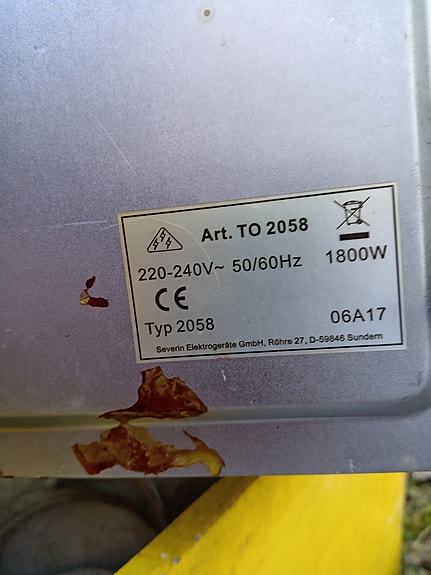 Art. TO 2058
220-240V~ 50/60Hz 1800W
CE
Typ 2058 06A17
Severin Elektrogeräte GmbH, Röhre 27, D-59846 Sundern